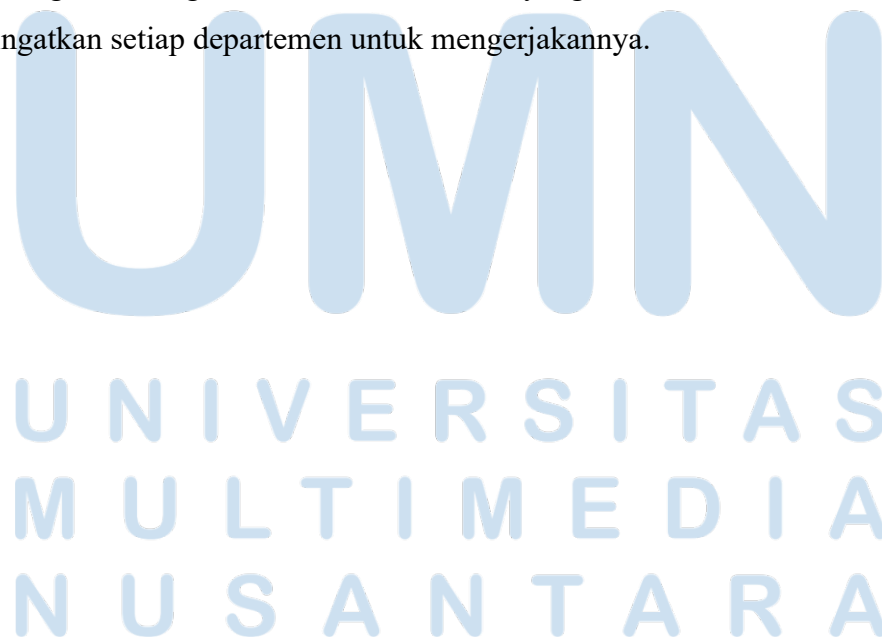 ngatkan setiap departemen untuk mengerjakannya.
UMN
UNIVERSITAS
MULTIMEDIA
NUSANTARA